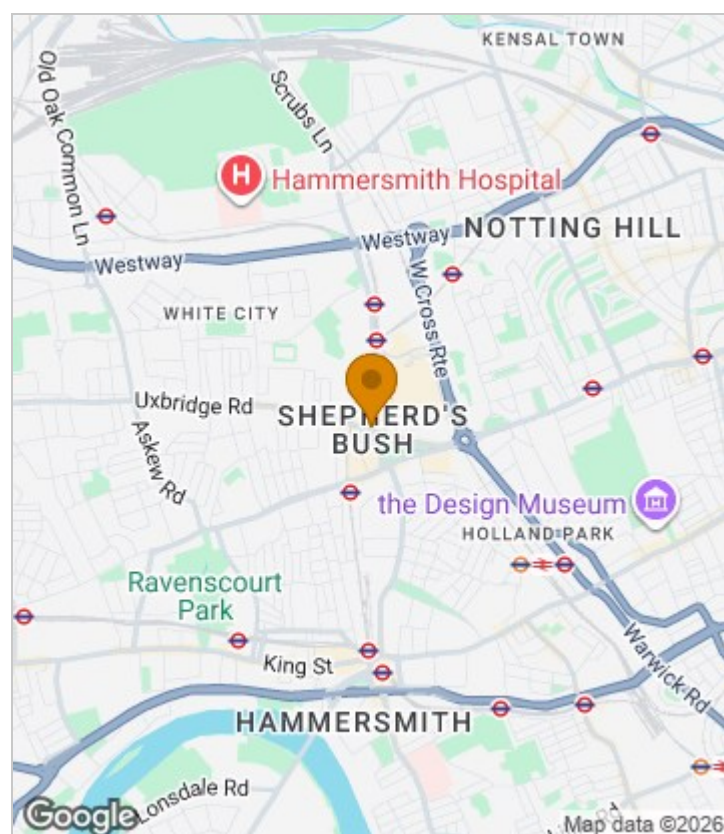 KENSAL TOWN
Old Oak Common Ln
Scrubs Ln
H
Hammersmith Hospital
Westway
NOTTING HILL
Westway
W Cross Rte
WHITE CITY
Uxbridge Rd
SHEPHERD'S
BUSH
Askew Rd
the Design Museum
HOLLAND PARK
Ravenscourt
Park
King St
Warwick Rd
HAMMERSMITH
Lonsdale Rd
Google
Map data ©2026